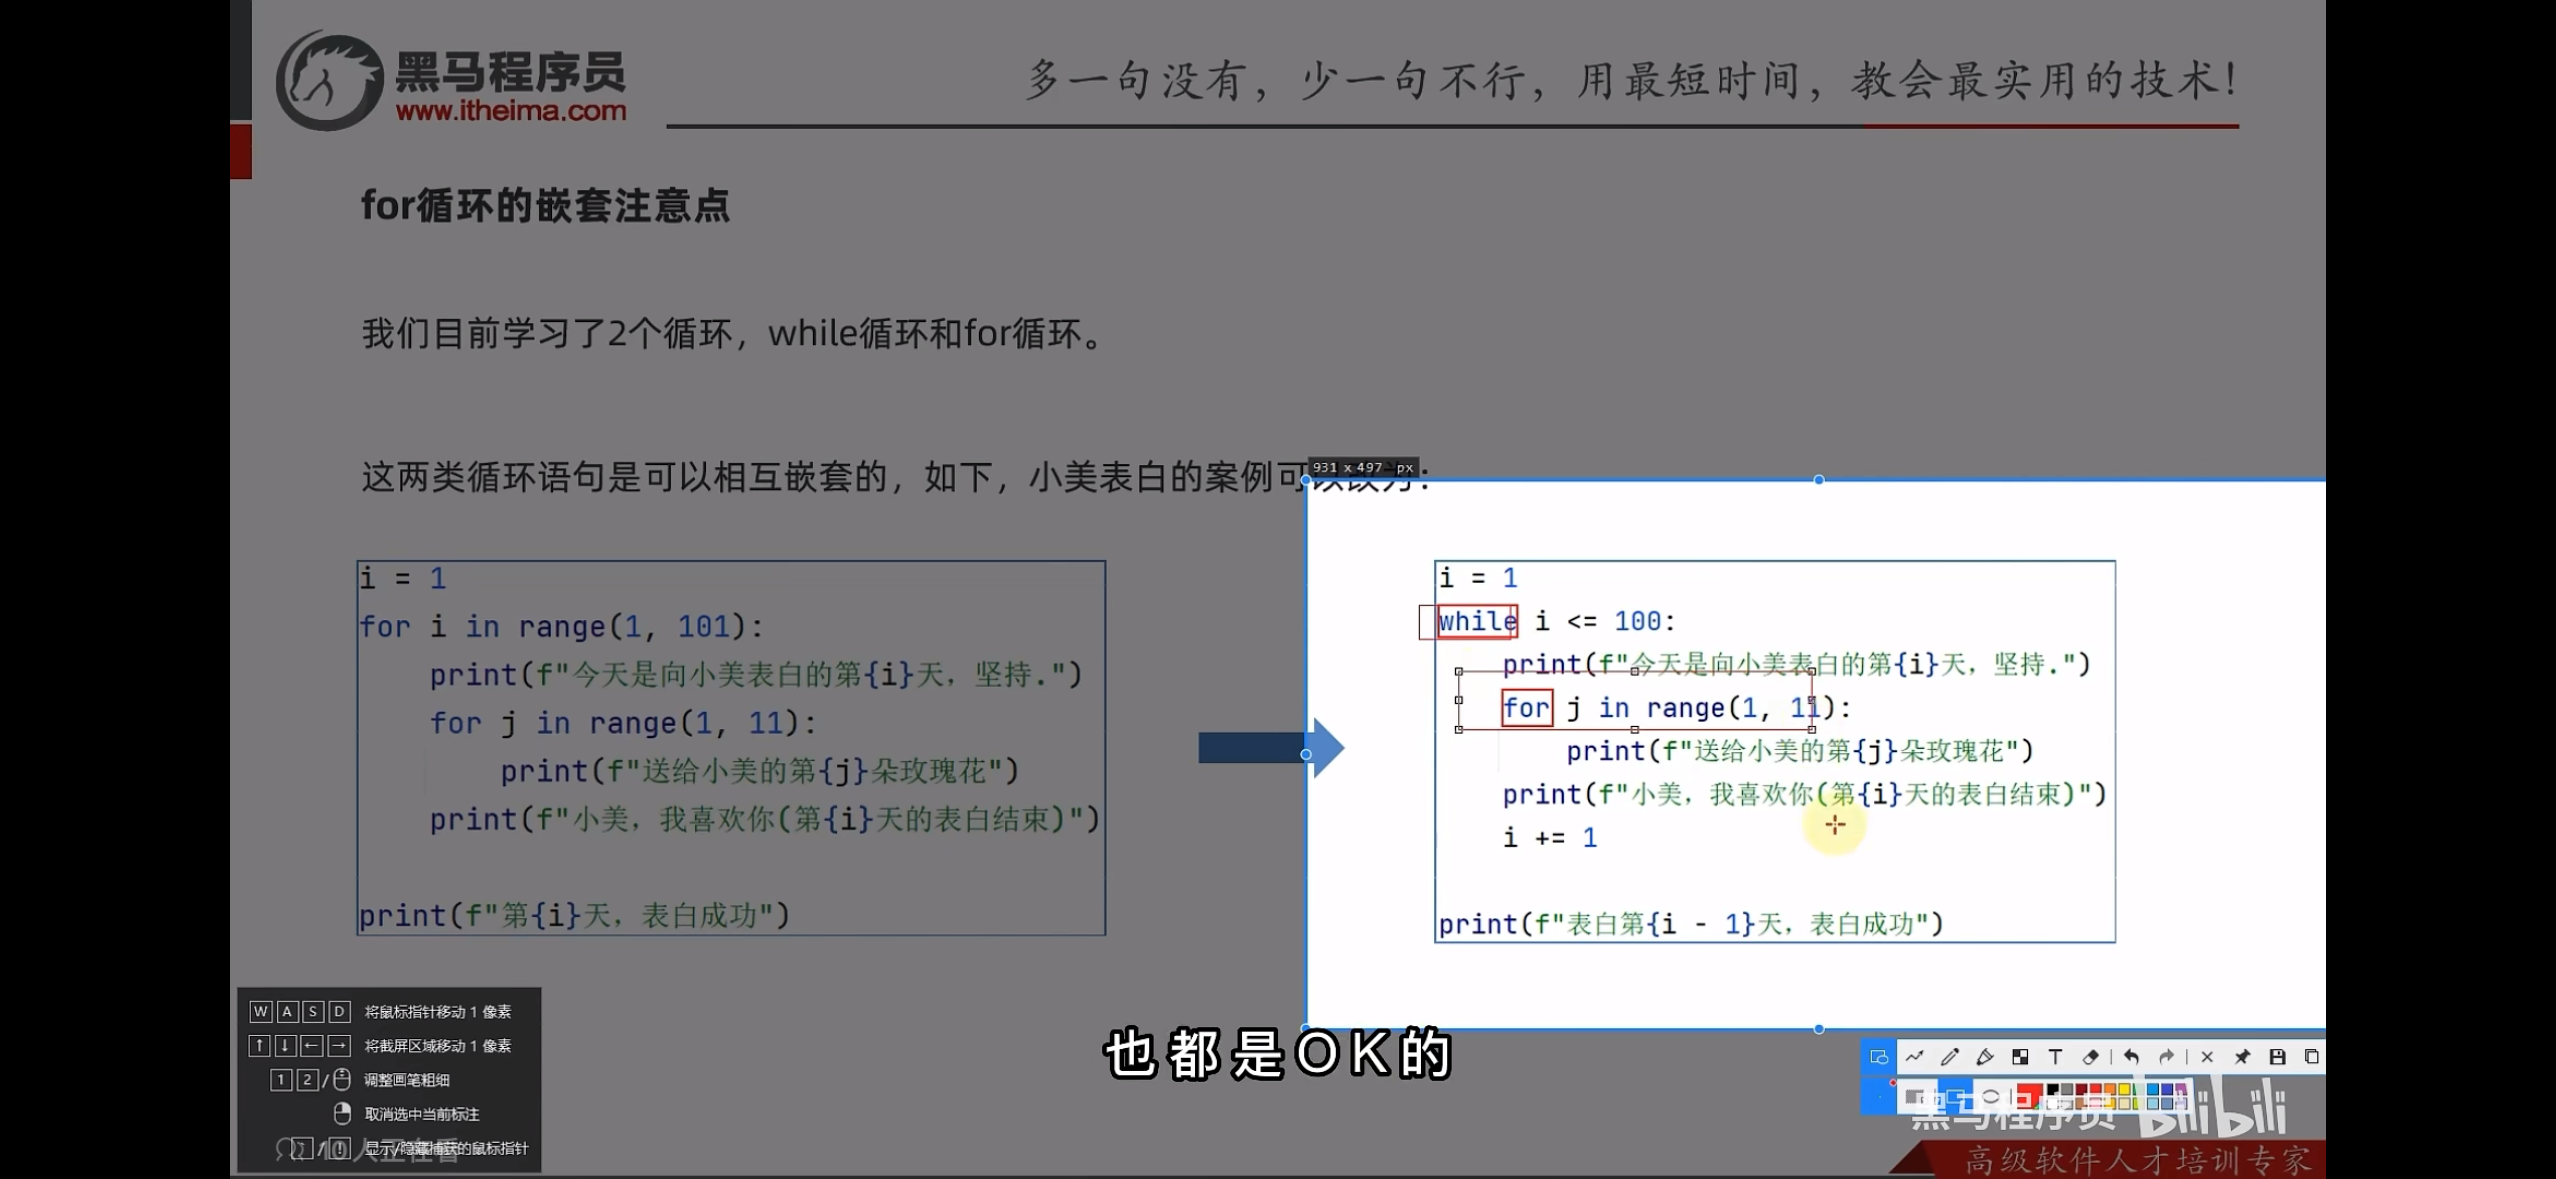 黑马程序员
www.itheima.com
多一句没有，少一句不行，用最短时间，教会最实用的技术！
for循环的嵌套注意点
我们目前学习了2个循环，while循环和for循环。
这两类循环语句是可以相互嵌套的，如下，小美表白的案例可以改为：
931 x 497 px
i = 1
for i in range(1, 101):
    print(f"今天是向小美表白的第{i}天，坚持.")
    for j in range(1, 11):
        print(f"送给小美的第{j}朵玫瑰花")
    print(f"小美，我喜欢你(第{i}天的表白结束)")
print(f"第{i}天，表白成功")
i = 1
while i <= 100:
    print(f"今天是向小美表白的第{i}天，坚持.")
    for j in range(1, 11):
        print(f"送给小美的第{j}朵玫瑰花")
    print(f"小美，我喜欢你(第{i}天的表白结束)")
    i += 1
print(f"表白第{i - 1}天，表白成功")
W A S D 将鼠标指针移动 1 像素
↑ ↓ ← → 将截屏区域移动 1 像素
1 2 / 调整画笔粗细
取消选中当前标注
显示/隐藏捕获的鼠标指针
人正在看
也都是OK的
T
黑马程序员 bilibili
高级软件人才培训专家